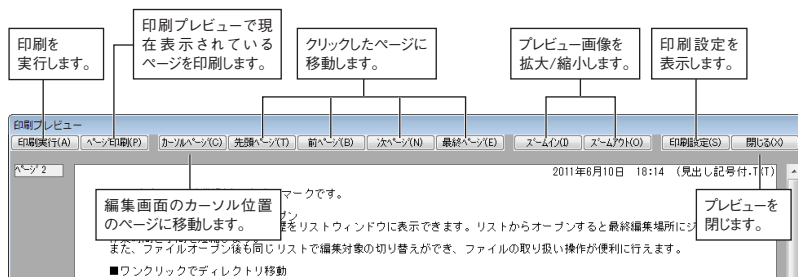 印刷を
実行します。
印刷プレビューで現
在表示されている
ページを印刷します。
クリックしたページに
移動します。
プレビュー画像を
拡大/縮小します。
印刷設定を
表示します。
印刷プレビュー
印刷実行(A) ページ印刷(P) カーソルページ(C) 先頭ページ(T) 前ページ(B) 次ページ(N) 最終ページ(E) ズームイン(I) ズームアウト(O) 印刷設定(S) 閉じる(X)
ページ 2
2011年6月10日 18:14 (見出し記号付.TXT)
マークです。
編集画面のカーソル位置
のページに移動します。
プレビューを
閉じます。
をリストウィンドウに表示できます。リストからオープンすると最終編集場所にジ
また、ファイルオープン後も同じリストで編集対象の切り替えができ、ファイルの取り扱い操作が便利に行えます。
■ワンクリックでディレクトリ移動